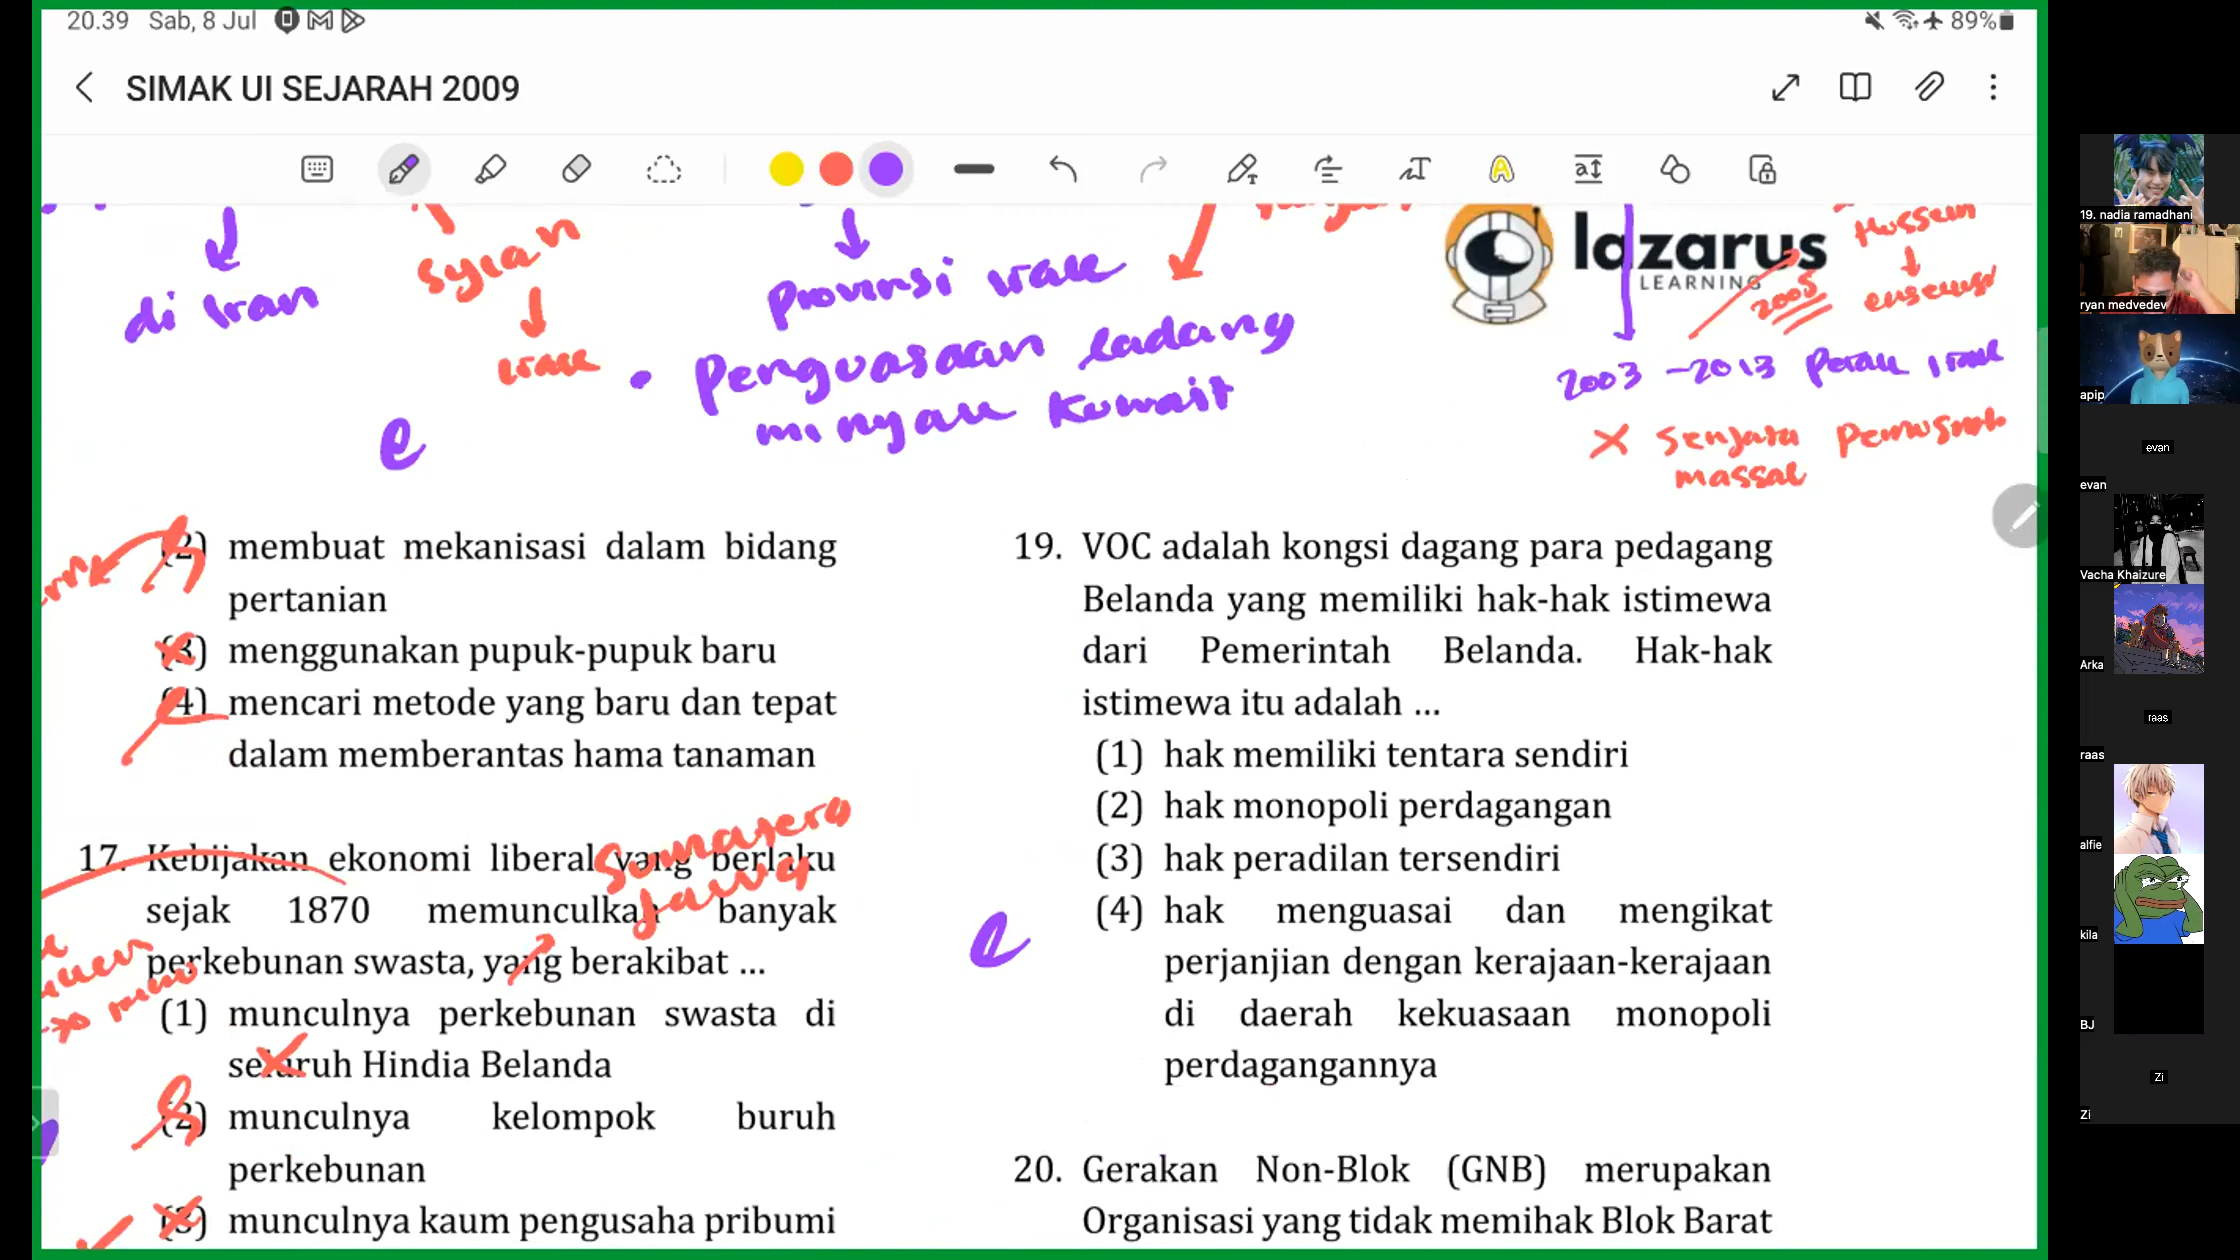 20.39 Sab, 8 Jul 89%
SIMAK UI SEJARAH 2009
di Iran
Provinsi Irak
Penguasaan ladang
minyak Kuwait
e
lazarus
LEARNING
Hussein
2005
2003 - 2013 Perang Irak
X senjata pemusnah
massal
(2) membuat mekanisasi dalam bidang
pertanian
(3) menggunakan pupuk-pupuk baru
(4) mencari metode yang baru dan tepat
dalam memberantas hama tanaman
Sumatera
Jawa
17. Kebijakan ekonomi liberal yang berlaku
sejak 1870 memunculkan banyak
perkebunan swasta, yang berakibat ...
(1) munculnya perkebunan swasta di
seluruh Hindia Belanda
(2) munculnya kelompok buruh
perkebunan
(3) munculnya kaum pengusaha pribumi
19. VOC adalah kongsi dagang para pedagang
Belanda yang memiliki hak-hak istimewa
dari Pemerintah Belanda. Hak-hak
istimewa itu adalah ...
(1) hak memiliki tentara sendiri
(2) hak monopoli perdagangan
(3) hak peradilan tersendiri
(4) hak menguasai dan mengikat
perjanjian dengan kerajaan-kerajaan
di daerah kekuasaan monopoli
perdagangannya
e
20. Gerakan Non-Blok (GNB) merupakan
Organisasi yang tidak memihak Blok Barat
19. nadia ramadhani
ryan medvedev
apip
evan
evan
Vacha Khaizure
Arka
raas
raas
alfie
kila
BJ
Zi
Zi